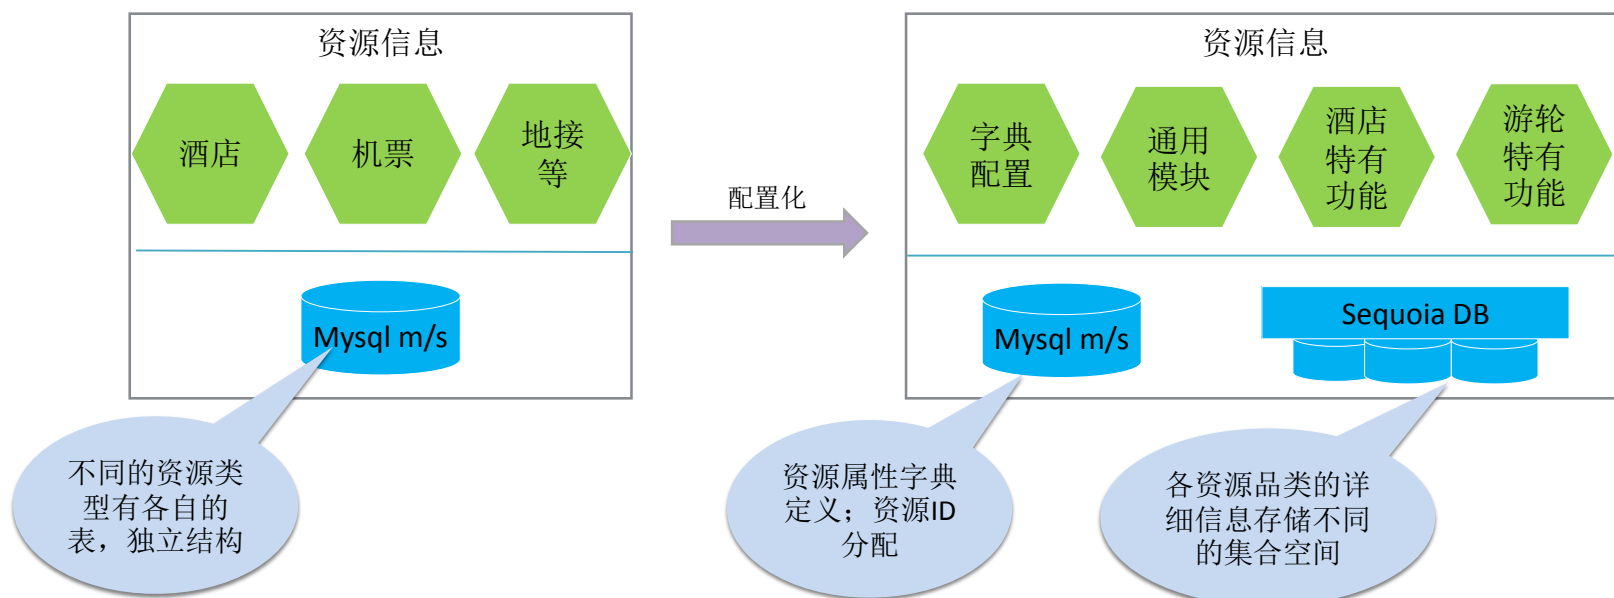 资源信息
酒店
机票
地接
等
Mysql m/s
不同的资源类
型有各自的
表，独立结构
配置化
资源信息
字典
配置
通用
模块
酒店
特有
功能
游轮
特有
功能
Mysql m/s
Sequoia DB
资源属性字典
定义；资源ID
分配
各资源品类的详
细信息存储不同
的集合空间